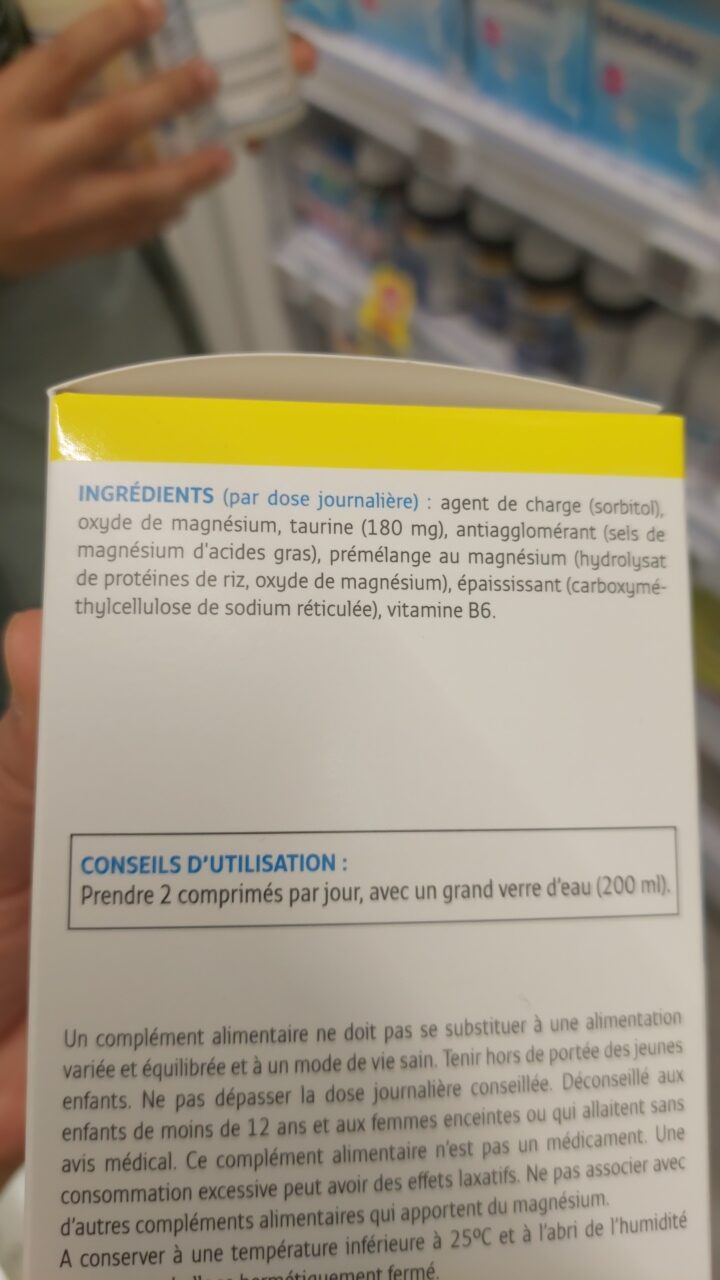 INGRÉDIENTS (par dose journalière) : agent de charge (sorbitol),
oxyde de magnésium, taurine (180 mg), antiagglomérant (sels de
magnésium d'acides gras), prémélange au magnésium (hydrolysat
de protéines de riz, oxyde de magnésium), épaississant (carboxymé-
thylcellulose de sodium réticulée), vitamine B6.
CONSEILS D'UTILISATION :
Prendre 2 comprimés par jour, avec un grand verre d'eau (200 ml).
Un complément alimentaire ne doit pas se substituer à une alimentation
variée et équilibrée et à un mode de vie sain. Tenir hors de portée des jeunes
enfants. Ne pas dépasser la dose journalière conseillée. Déconseillé aux
enfants de moins de 12 ans et aux femmes enceintes ou qui allaitent sans
avis médical. Ce complément alimentaire n'est pas un médicament. Une
consommation excessive peut avoir des effets laxatifs. Ne pas associer avec
d'autres compléments alimentaires qui apportent du magnésium.
A conserver à une température inférieure à 25ºC et à l'abri de l'humidité
hermétiquement fermé.